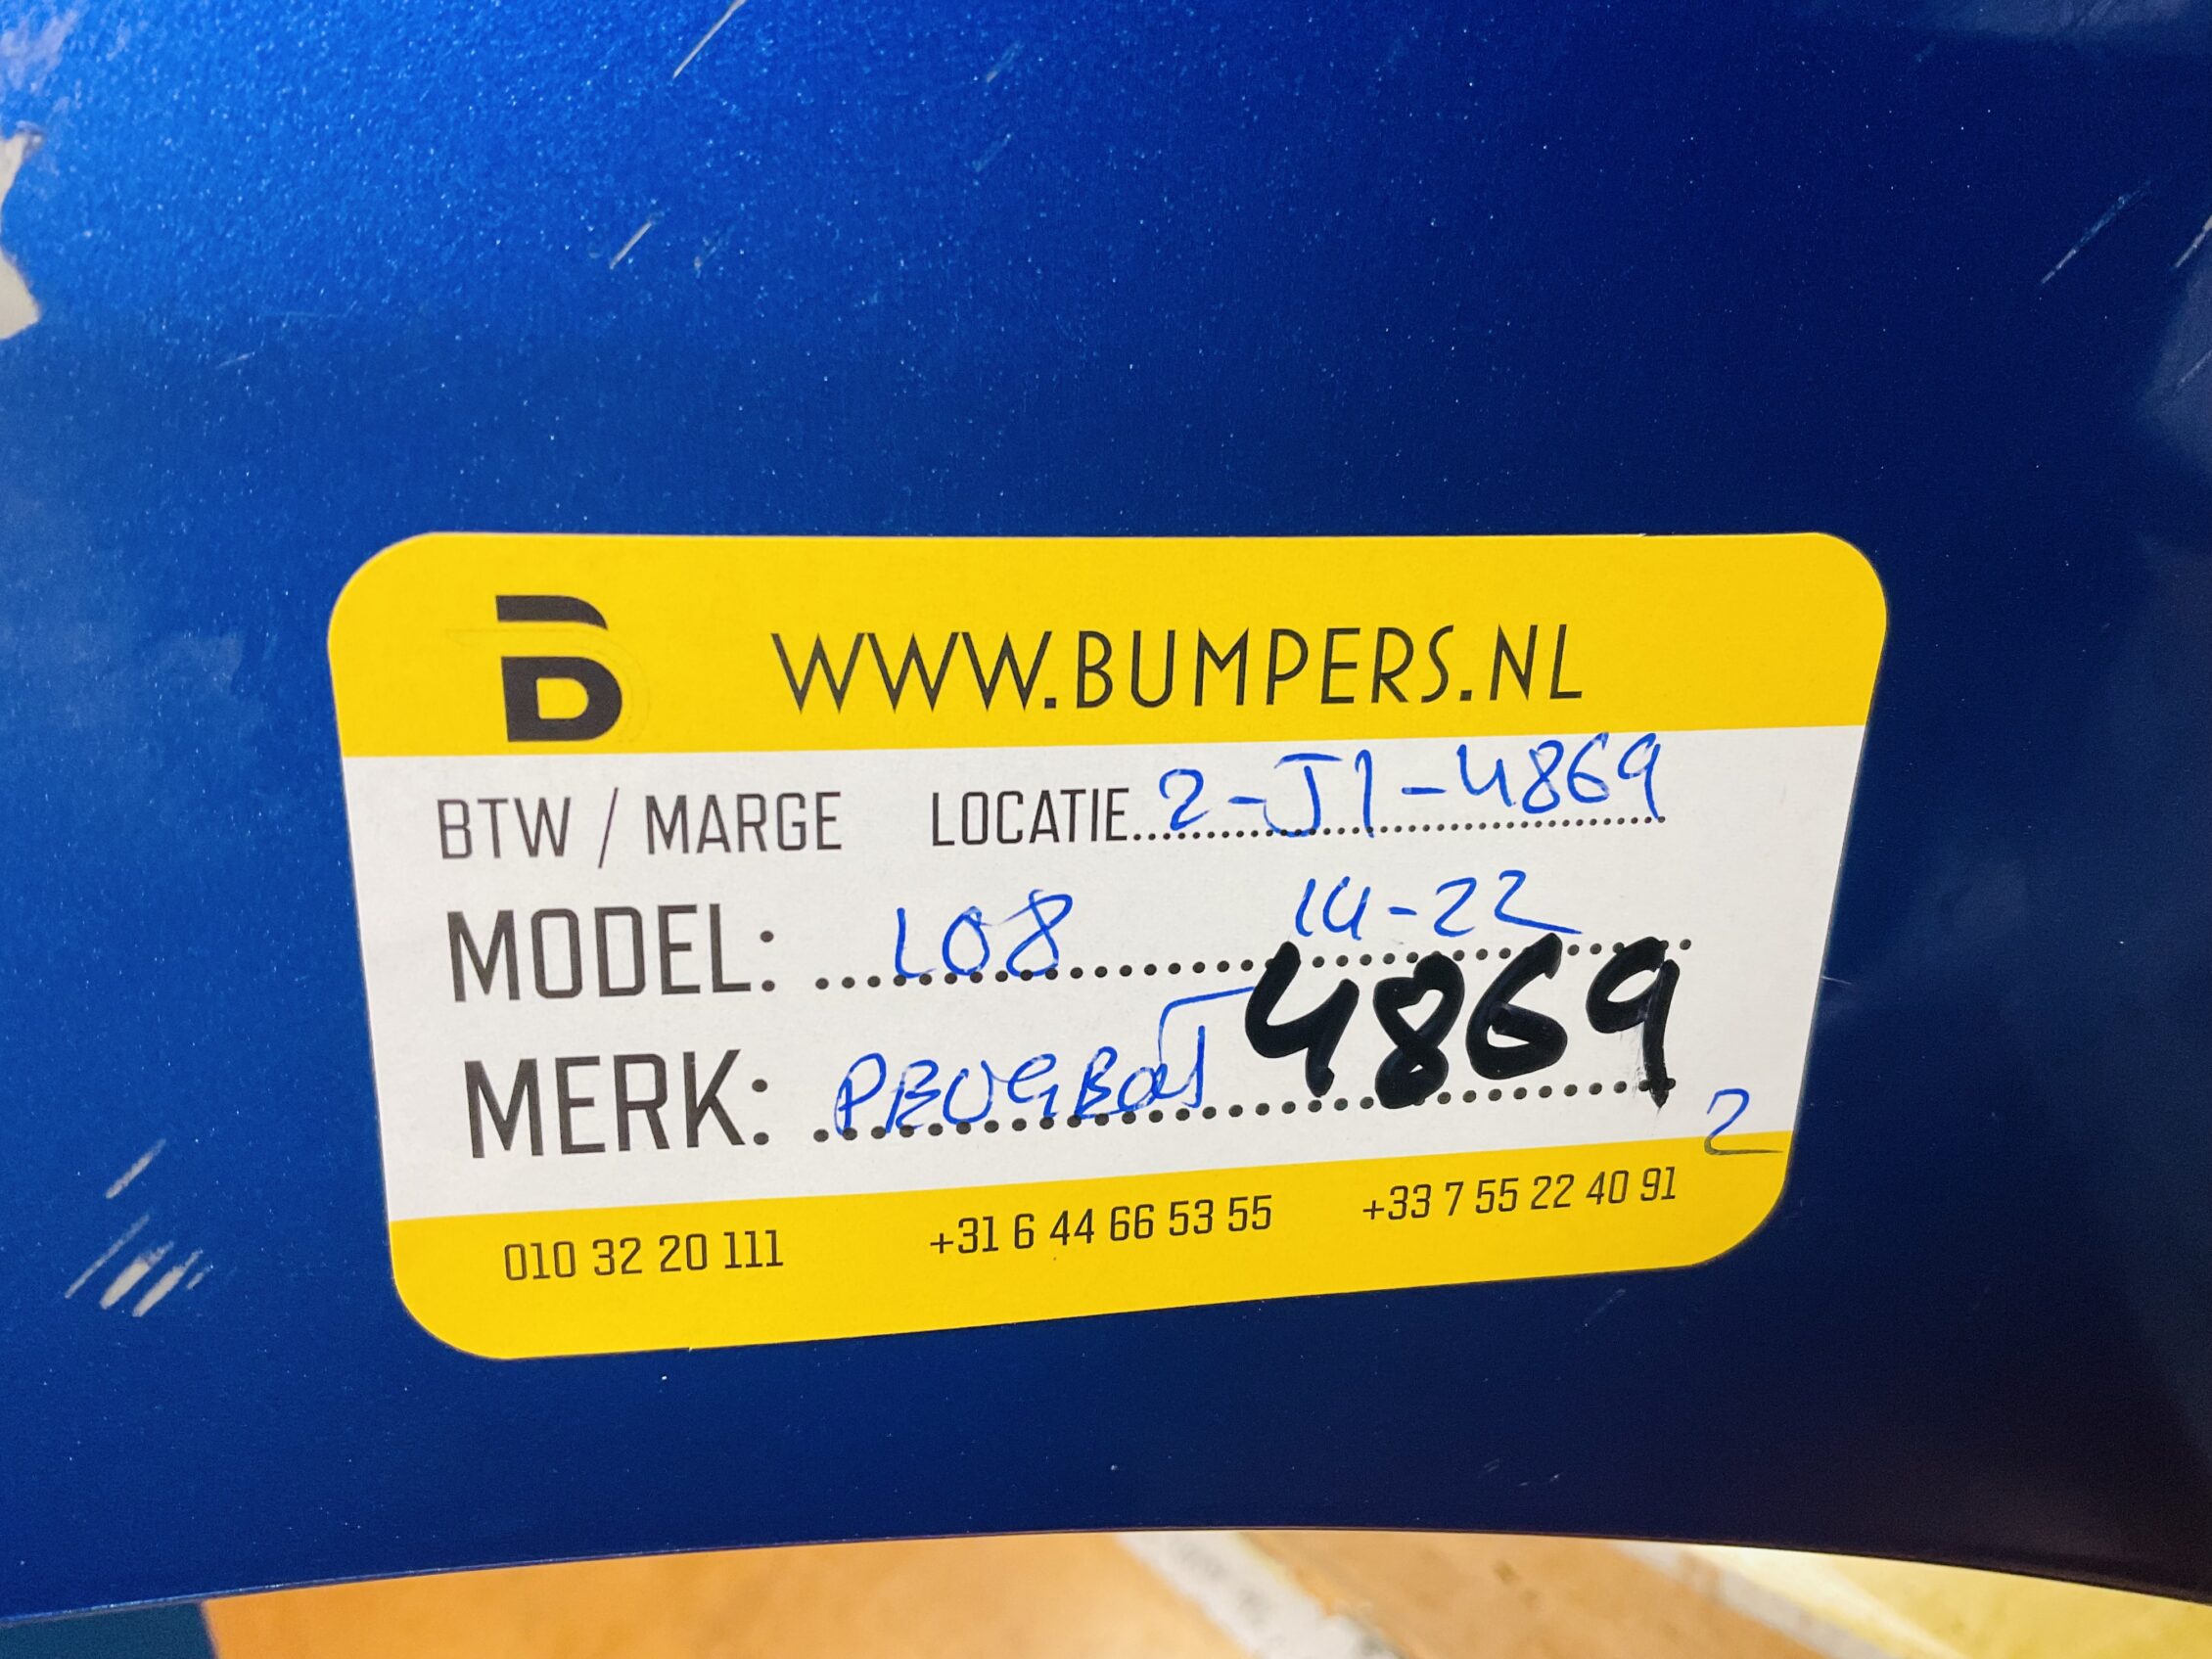 B WWW.BUMPERS.NL
BTW / MARGE LOCATIE 2-J1-4869
MODEL: 108 14-22
MERK: PEUGEOT 4869
2
010 32 20 111 +31 6 44 66 53 55 +33 7 55 22 40 91